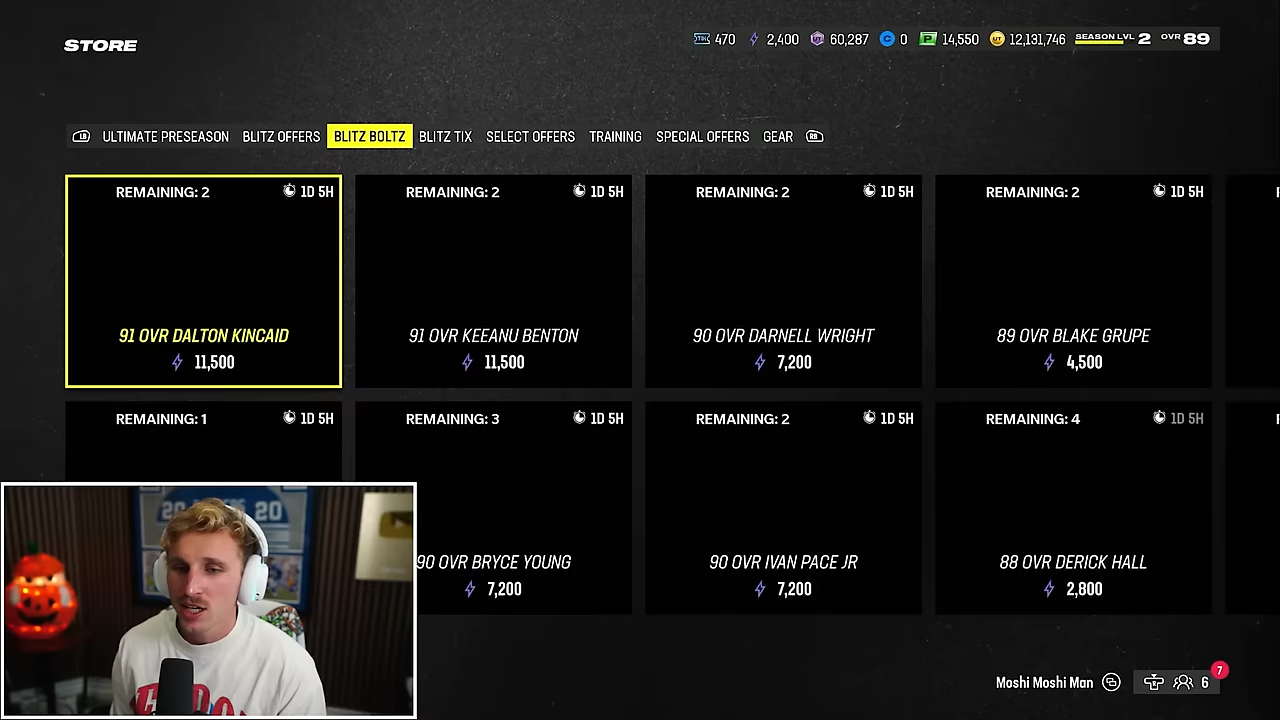 STORE
470 2,400 60,287 0 14,550 12,131,746 SEASON LVL 2 OVR 89
LB ULTIMATE PRESEASON BLITZ OFFERS BLITZ BOLTZ BLITZ TIX SELECT OFFERS TRAINING SPECIAL OFFERS GEAR RB
REMAINING: 2 1D 5H
91 OVR DALTON KINCAID
11,500
REMAINING: 2 1D 5H
91 OVR KEEANU BENTON
11,500
REMAINING: 2 1D 5H
90 OVR DARNELL WRIGHT
7,200
REMAINING: 2 1D 5H
89 OVR BLAKE GRUPE
4,500
REMAINING: 1 1D 5H
REMAINING: 3 1D 5H
90 OVR BRYCE YOUNG
7,200
REMAINING: 2 1D 5H
90 OVR IVAN PACE JR
7,200
REMAINING: 4 1D 5H
88 OVR DERICK HALL
2,800
20 20
Moshi Moshi Man 6 7